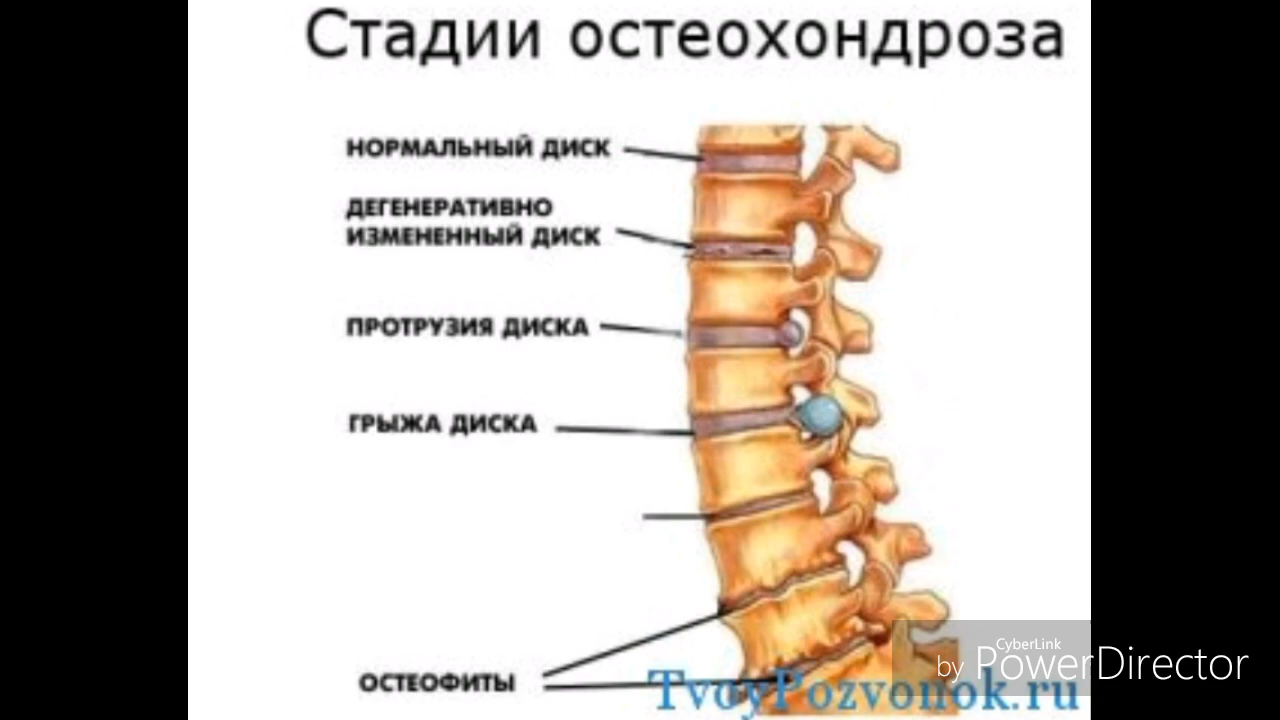 Стадии остеохондроза
НОРМАЛЬНЫЙ ДИСК
ДЕГЕНЕРАТИВНО
ИЗМЕНЕННЫЙ ДИСК
ПРОТРУЗИЯ ДИСКА
ГРЫЖА ДИСКА
ОСТЕОФИТЫ
TvoyPozvonok.ru
CyberLink
by PowerDirector